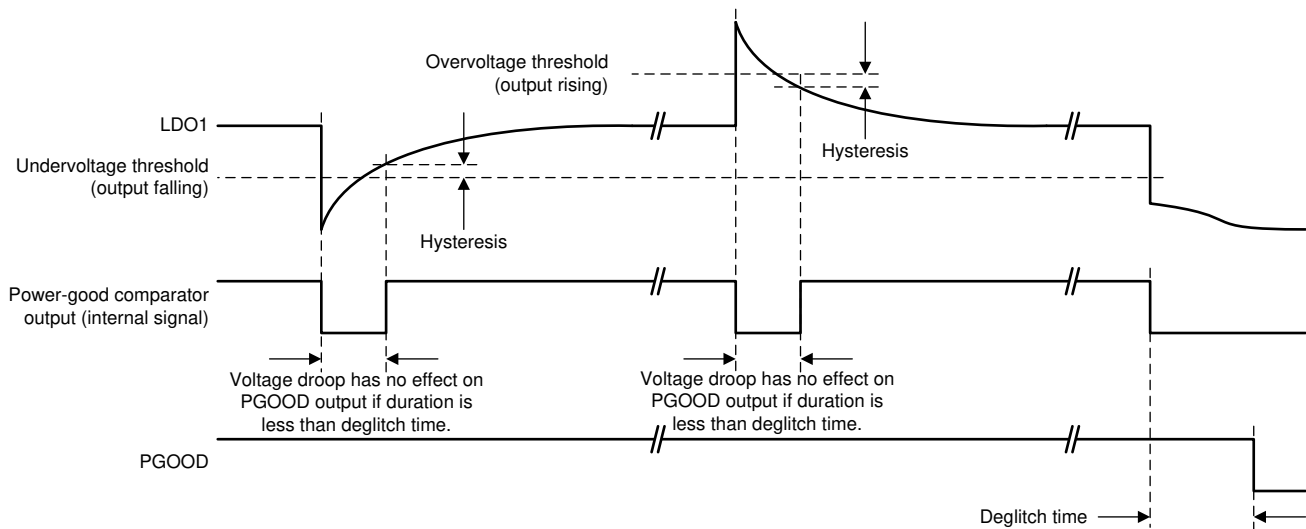 Overvoltage threshold
(output rising)
LDO1
Hysteresis
Undervoltage threshold
(output falling)
Hysteresis
Power-good comparator
output (internal signal)
Voltage droop has no effect on
PGOOD output if duration is
less than deglitch time.
Voltage droop has no effect on
PGOOD output if duration is
less than deglitch time.
PGOOD
Deglitch time